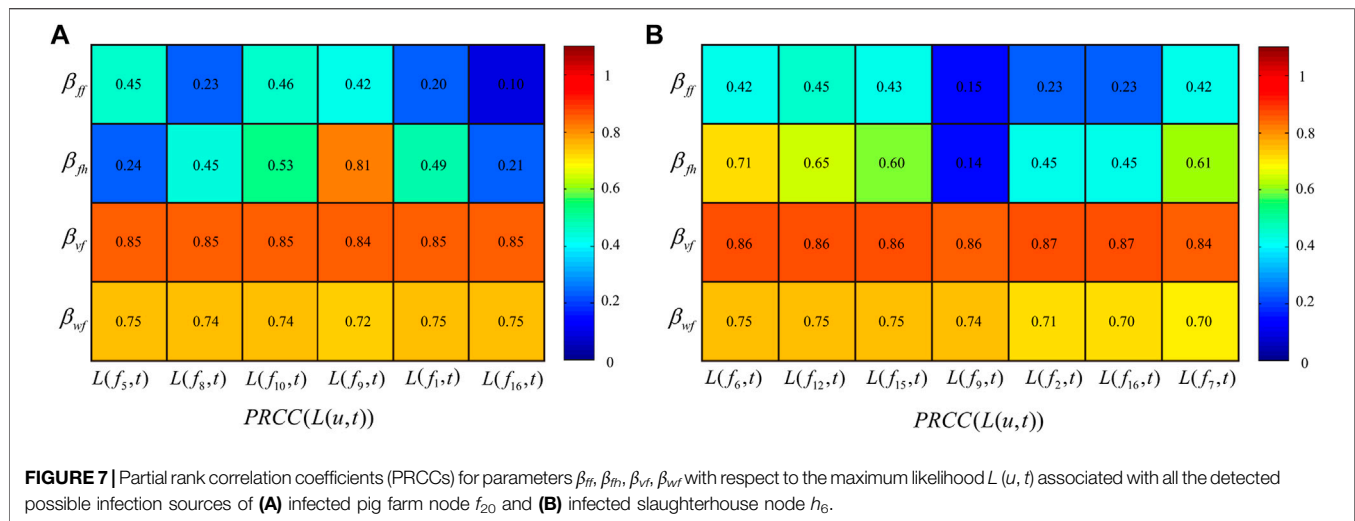 A
β_ff 0.45 0.23 0.46 0.42 0.20 0.10
β_fh 0.24 0.45 0.53 0.81 0.49 0.21
β_vf 0.85 0.85 0.85 0.84 0.85 0.85
β_wf 0.75 0.74 0.74 0.72 0.75 0.75
L(f₅,t) L(f₈,t) L(f₁₀,t) L(f₉,t) L(f₁,t) L(f₁₆,t)
PRCC(L(u,t))
1
0.8
0.6
0.4
0.2
0
B
β_ff 0.42 0.45 0.43 0.15 0.23 0.23 0.42
β_fh 0.71 0.65 0.60 0.14 0.45 0.45 0.61
β_vf 0.86 0.86 0.86 0.86 0.87 0.87 0.84
β_wf 0.75 0.75 0.75 0.74 0.71 0.70 0.70
L(f₆,t) L(f₁₂,t) L(f₁₅,t) L(f₉,t) L(f₂,t) L(f₁₆,t) L(f₇,t)
PRCC(L(u,t))
1
0.8
0.6
0.4
0.2
0
FIGURE 7 | Partial rank correlation coefficients (PRCCs) for parameters β_ff, β_fh, β_vf, β_wf with respect to the maximum likelihood L (u, t) associated with all the detected
possible infection sources of (A) infected pig farm node f₂₀ and (B) infected slaughterhouse node h₆.